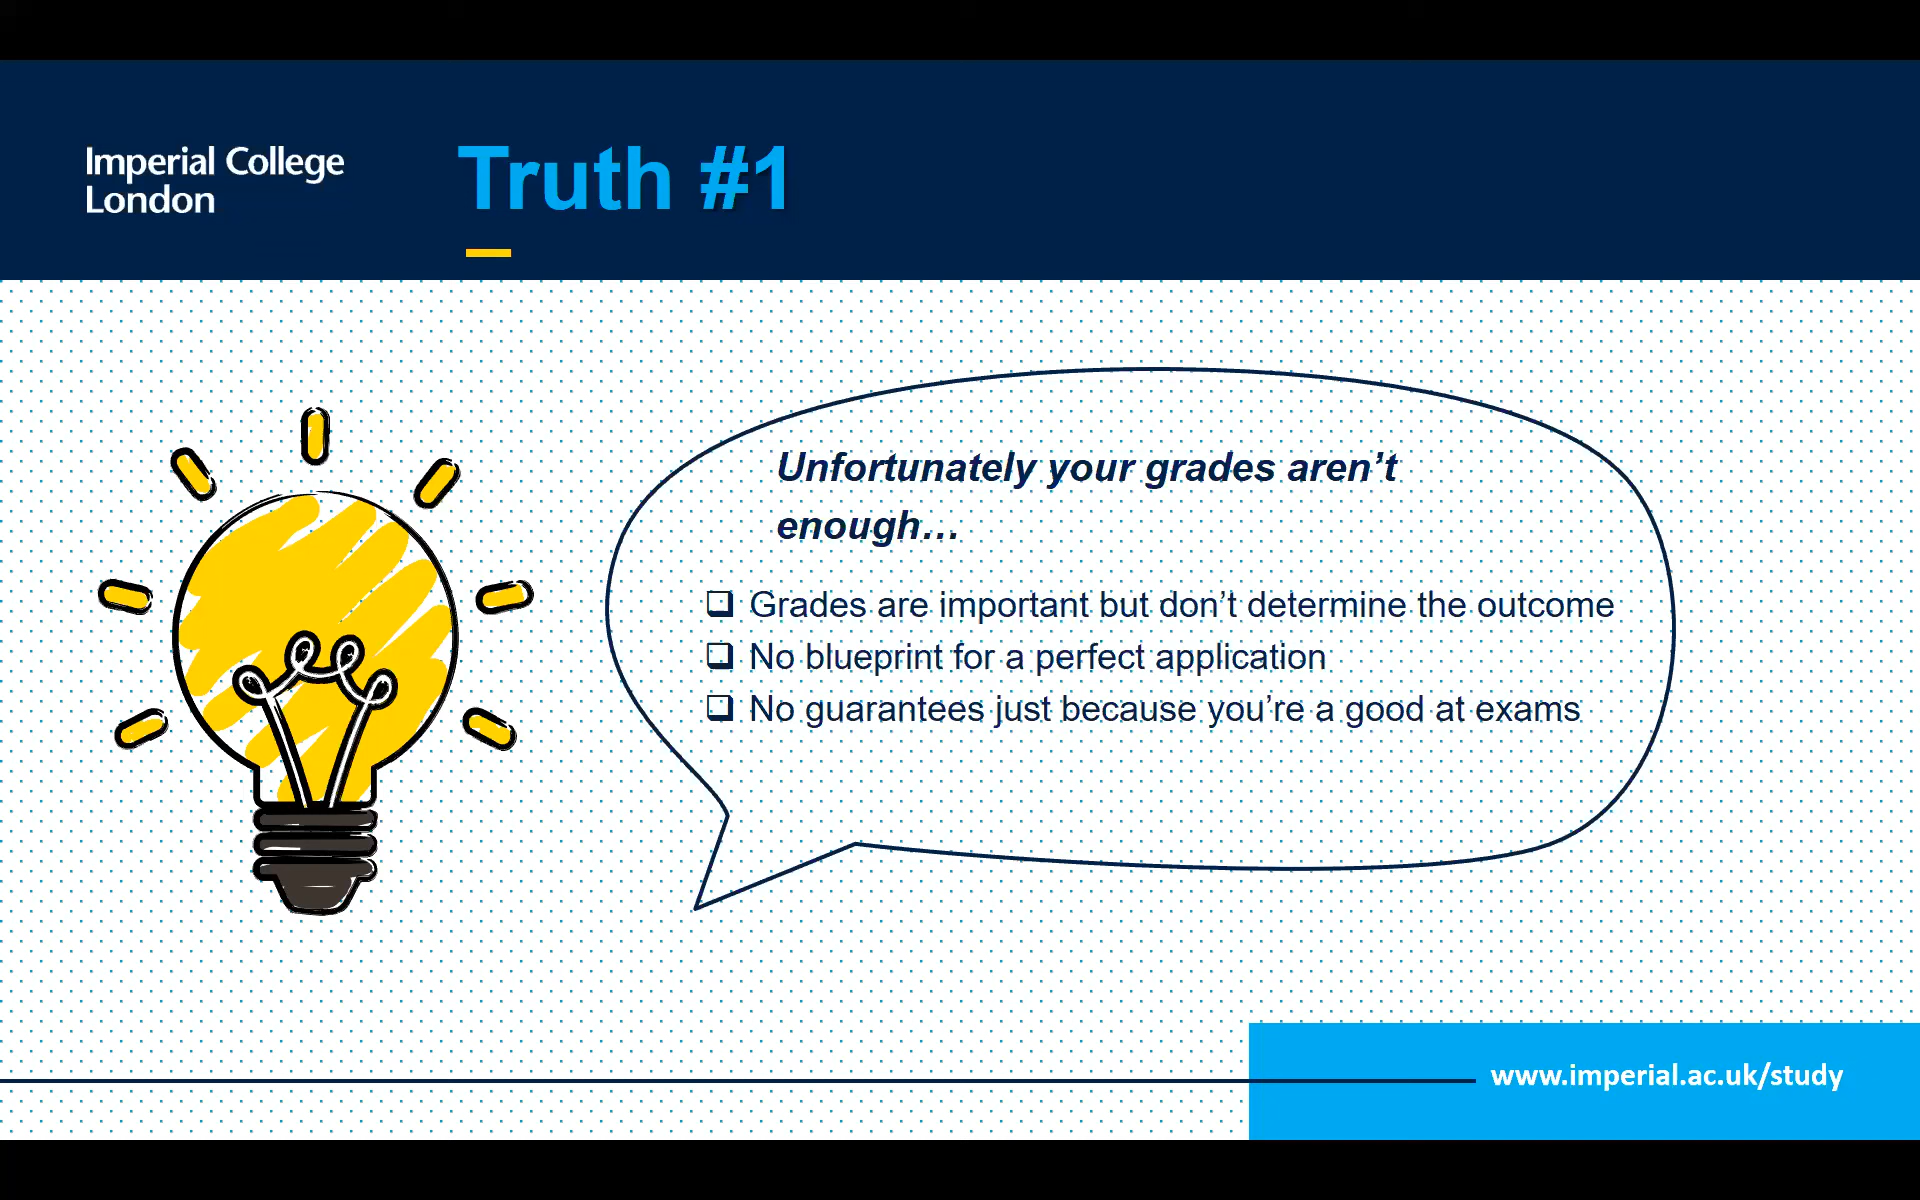 Imperial College
London
Truth #1
Unfortunately your grades aren’t
enough…
❑ Grades are important but don’t determine the outcome
❑ No blueprint for a perfect application
❑ No guarantees just because you’re a good at exams
www.imperial.ac.uk/study